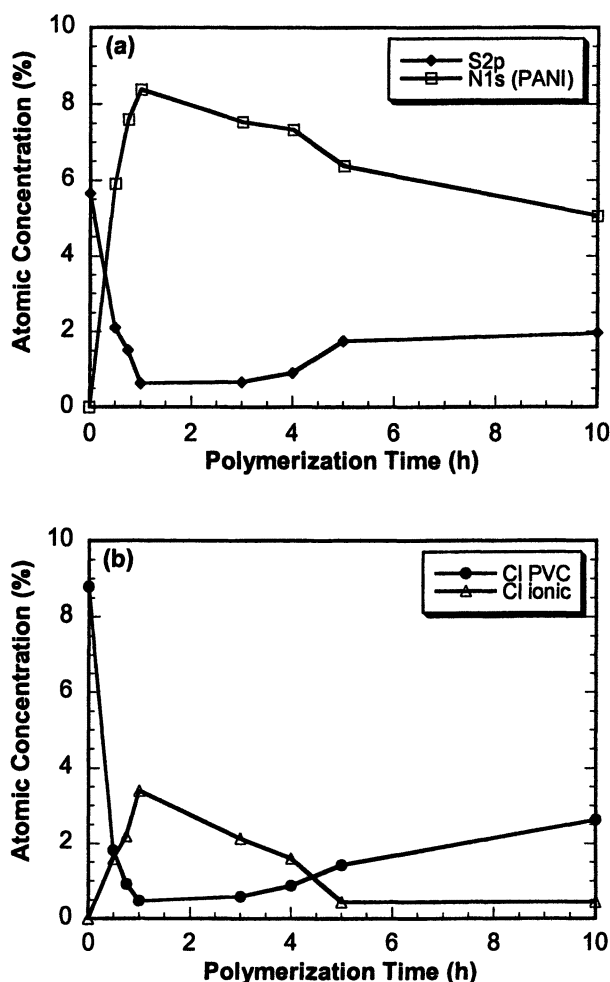 (a)
S2p
N1s (PANI)
10
8
6
4
2
0
Atomic Concentration (%)
0 2 4 6 8 10
Polymerization Time (h)
(b)
Cl PVC
Cl ionic
10
8
6
4
2
0
Atomic Concentration (%)
0 2 4 6 8 10
Polymerization Time (h)